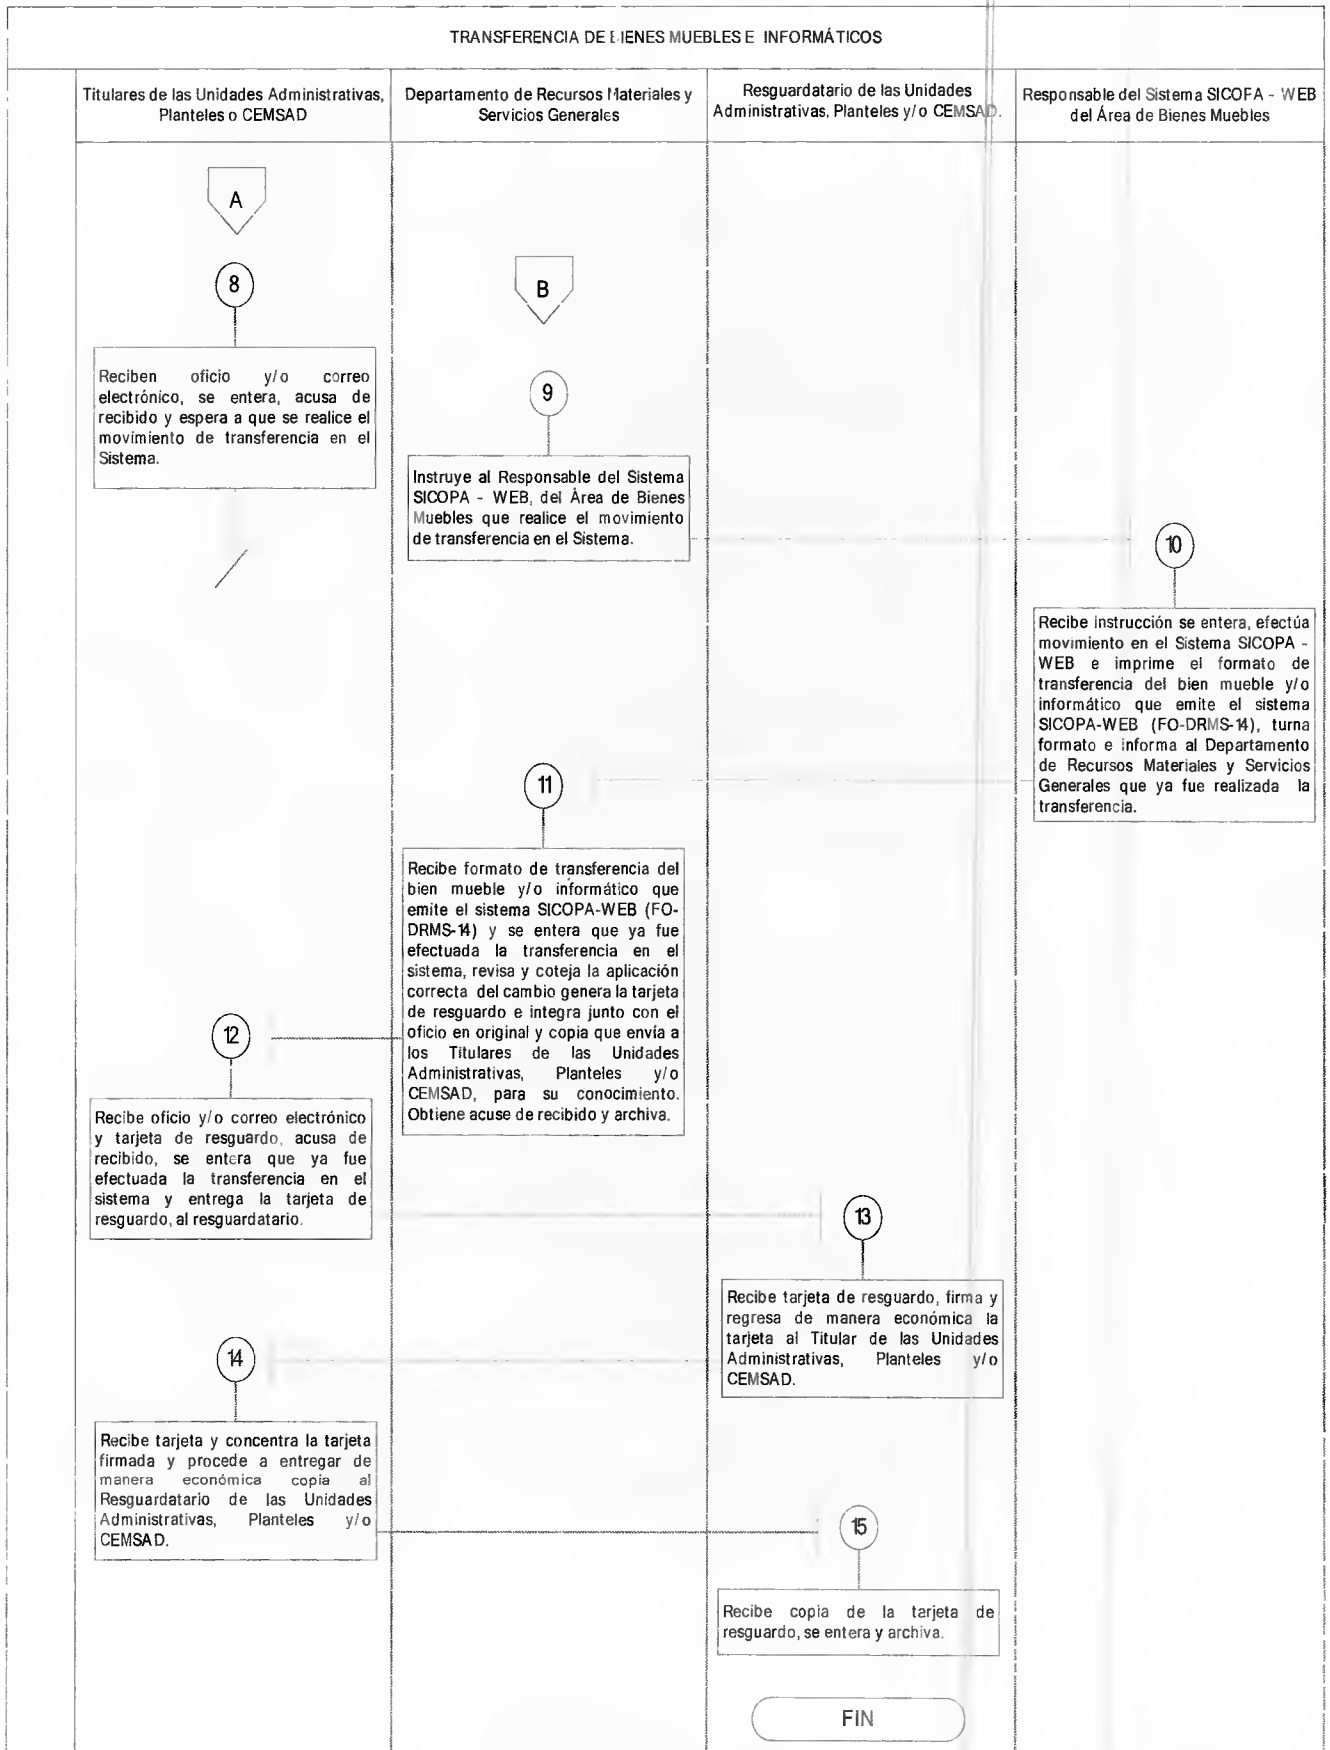 TRANSFERENCIA DE BIENES MUEBLES E INFORMÁTICOS
Titulares de las Unidades Administrativas,
Planteles o CEMSAD
Departamento de Recursos Materiales y
Servicios Generales
Resguardatario de las Unidades
Administrativas, Planteles y/o CEMSAD.
Responsable del Sistema SICOPA - WEB
del Área de Bienes Muebles
A
8
Reciben oficio y/o correo
electrónico, se entera, acusa de
recibido y espera a que se realice el
movimiento de transferencia en el
Sistema.
B
9
Instruye al Responsable del Sistema
SICOPA - WEB, del Área de Bienes
Muebles que realice el movimiento
de transferencia en el Sistema.
10
Recibe instrucción se entera, efectúa
movimiento en el Sistema SICOPA -
WEB e imprime el formato de
transferencia del bien mueble y/o
informático que emite el sistema
SICOPA-WEB (FO-DRMS-14), turna
formato e informa al Departamento
de Recursos Materiales y Servicios
Generales que ya fue realizada la
transferencia.
11
Recibe formato de transferencia del
bien mueble y/o informático que
emite el sistema SICOPA-WEB (FO-
DRMS-14) y se entera que ya fue
efectuada la transferencia en el
sistema, revisa y coteja la aplicación
correcta del cambio genera la tarjeta
de resguardo e integra junto con el
oficio en original y copia que envía a
los Titulares de las Unidades
Administrativas, Planteles y/o
CEMSAD, para su conocimiento.
Obtiene acuse de recibido y archiva.
12
Recibe oficio y/o correo electrónico
y tarjeta de resguardo, acusa de
recibido, se entera que ya fue
efectuada la transferencia en el
sistema y entrega la tarjeta de
resguardo, al resguardatario.
13
Recibe tarjeta de resguardo, firma y
regresa de manera económica la
tarjeta al Titular de las Unidades
Administrativas, Planteles y/o
CEMSAD.
14
Recibe tarjeta y concentra la tarjeta
firmada y procede a entregar de
manera económica copia al
Resguardatario de las Unidades
Administrativas, Planteles y/o
CEMSAD.
15
Recibe copia de la tarjeta de
resguardo, se entera y archiva.
FIN